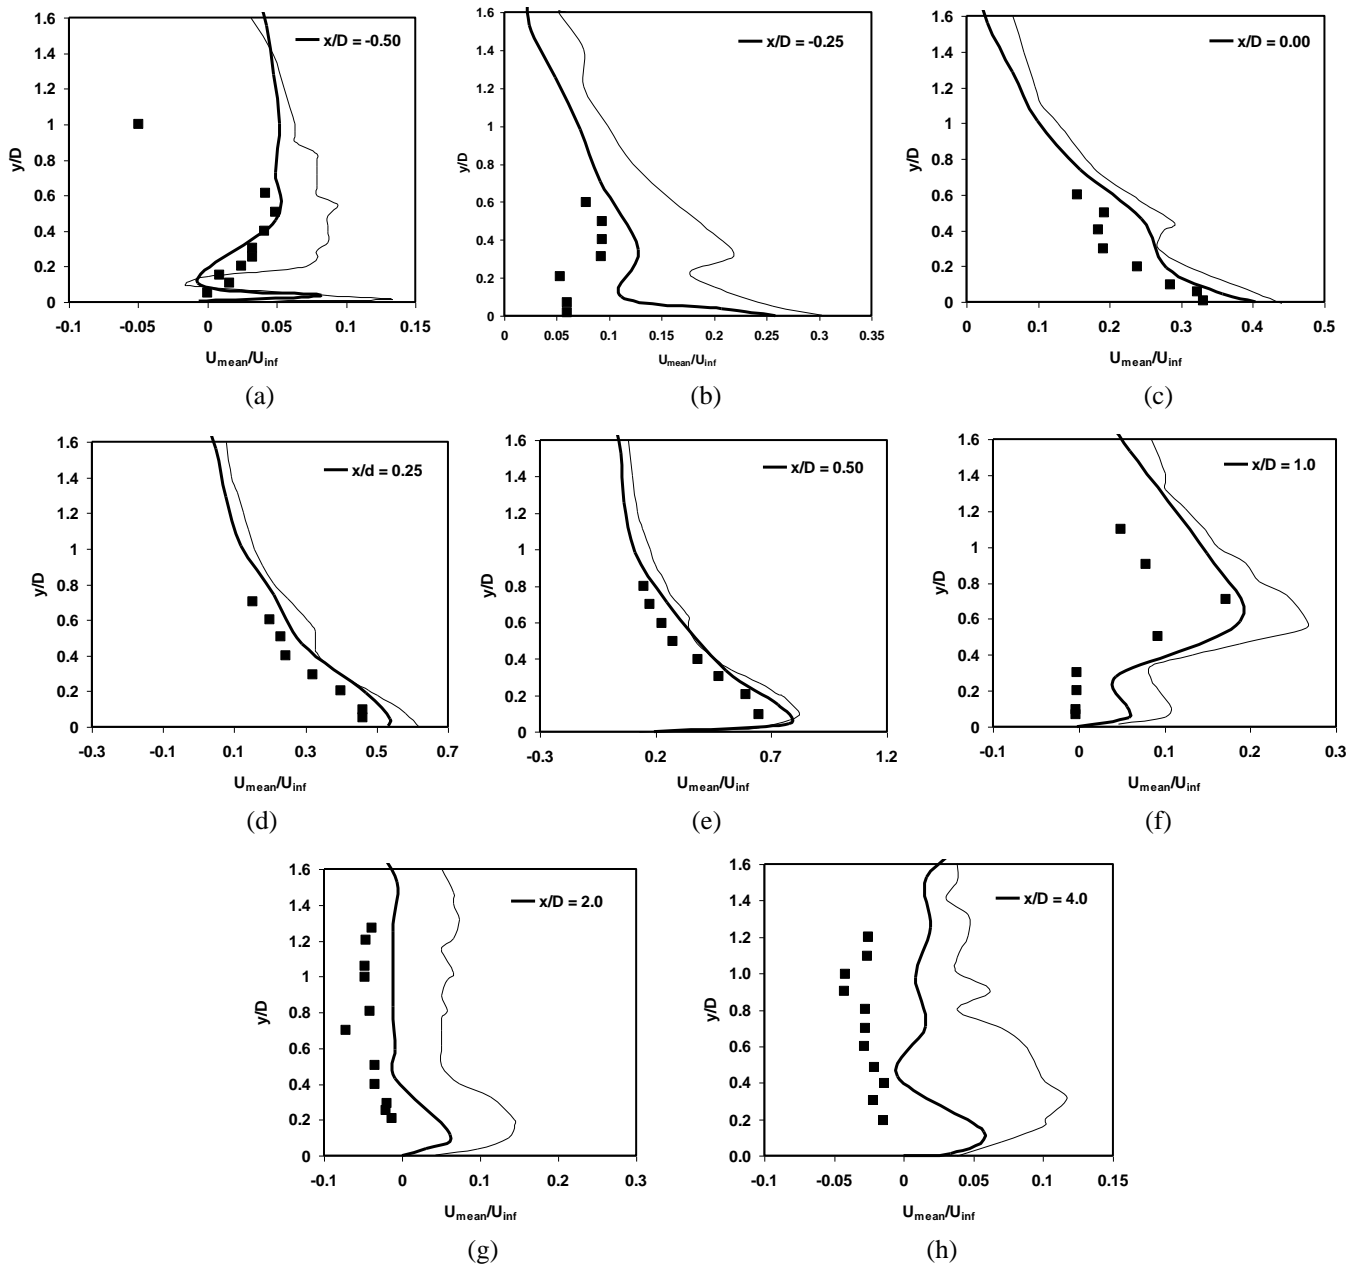 1.6
1.4
1.2
1
0.8
0.6
0.4
0.2
0
y/D
x/D = -0.50
-0.1 -0.05 0 0.05 0.1 0.15
Umean/Uinf
(a)
1.6
1.4
1.2
1
0.8
0.6
0.4
0.2
0
y/D
x/D = -0.25
0 0.05 0.1 0.15 0.2 0.25 0.3 0.35
Umean/Uinf
(b)
1.6
1.4
1.2
1
0.8
0.6
0.4
0.2
0
y/D
x/D = 0.00
0 0.1 0.2 0.3 0.4 0.5
Umean/Uinf
(c)
1.6
1.4
1.2
1
0.8
0.6
0.4
0.2
0
y/D
x/d = 0.25
-0.3 -0.1 0.1 0.3 0.5 0.7
Umean/Uinf
(d)
1.6
1.4
1.2
1
0.8
0.6
0.4
0.2
0
y/D
x/D = 0.50
-0.3 0.2 0.7 1.2
Umean/Uinf
(e)
1.6
1.4
1.2
1
0.8
0.6
0.4
0.2
0
y/D
x/D = 1.0
-0.1 0 0.1 0.2 0.3
Umean/Uinf
(f)
1.6
1.4
1.2
1
0.8
0.6
0.4
0.2
0
y/D
x/D = 2.0
-0.1 0 0.1 0.2 0.3
Umean/Uinf
(g)
1.6
1.4
1.2
1.0
0.8
0.6
0.4
0.2
0.0
y/D
x/D = 4.0
-0.1 -0.05 0 0.05 0.1 0.15
Umean/Uinf
(h)